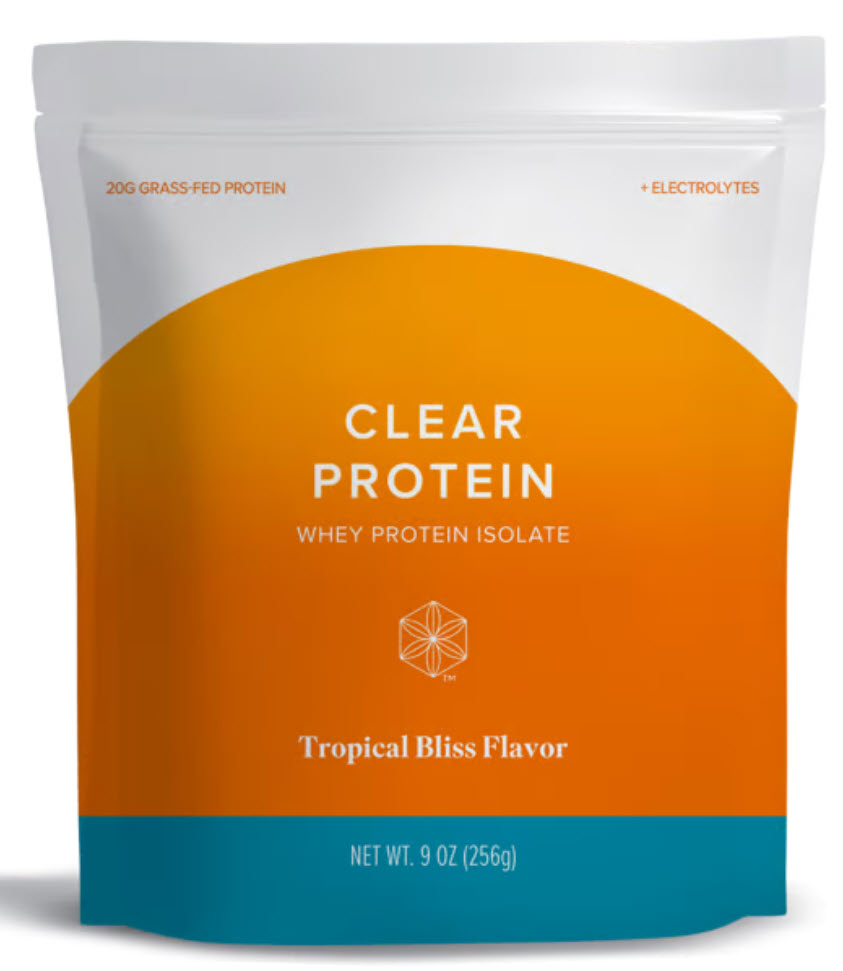 20G GRASS-FED PROTEIN
+ ELECTROLYTES
CLEAR
PROTEIN
WHEY PROTEIN ISOLATE
TM
Tropical Bliss Flavor
NET WT. 9 OZ (256g)